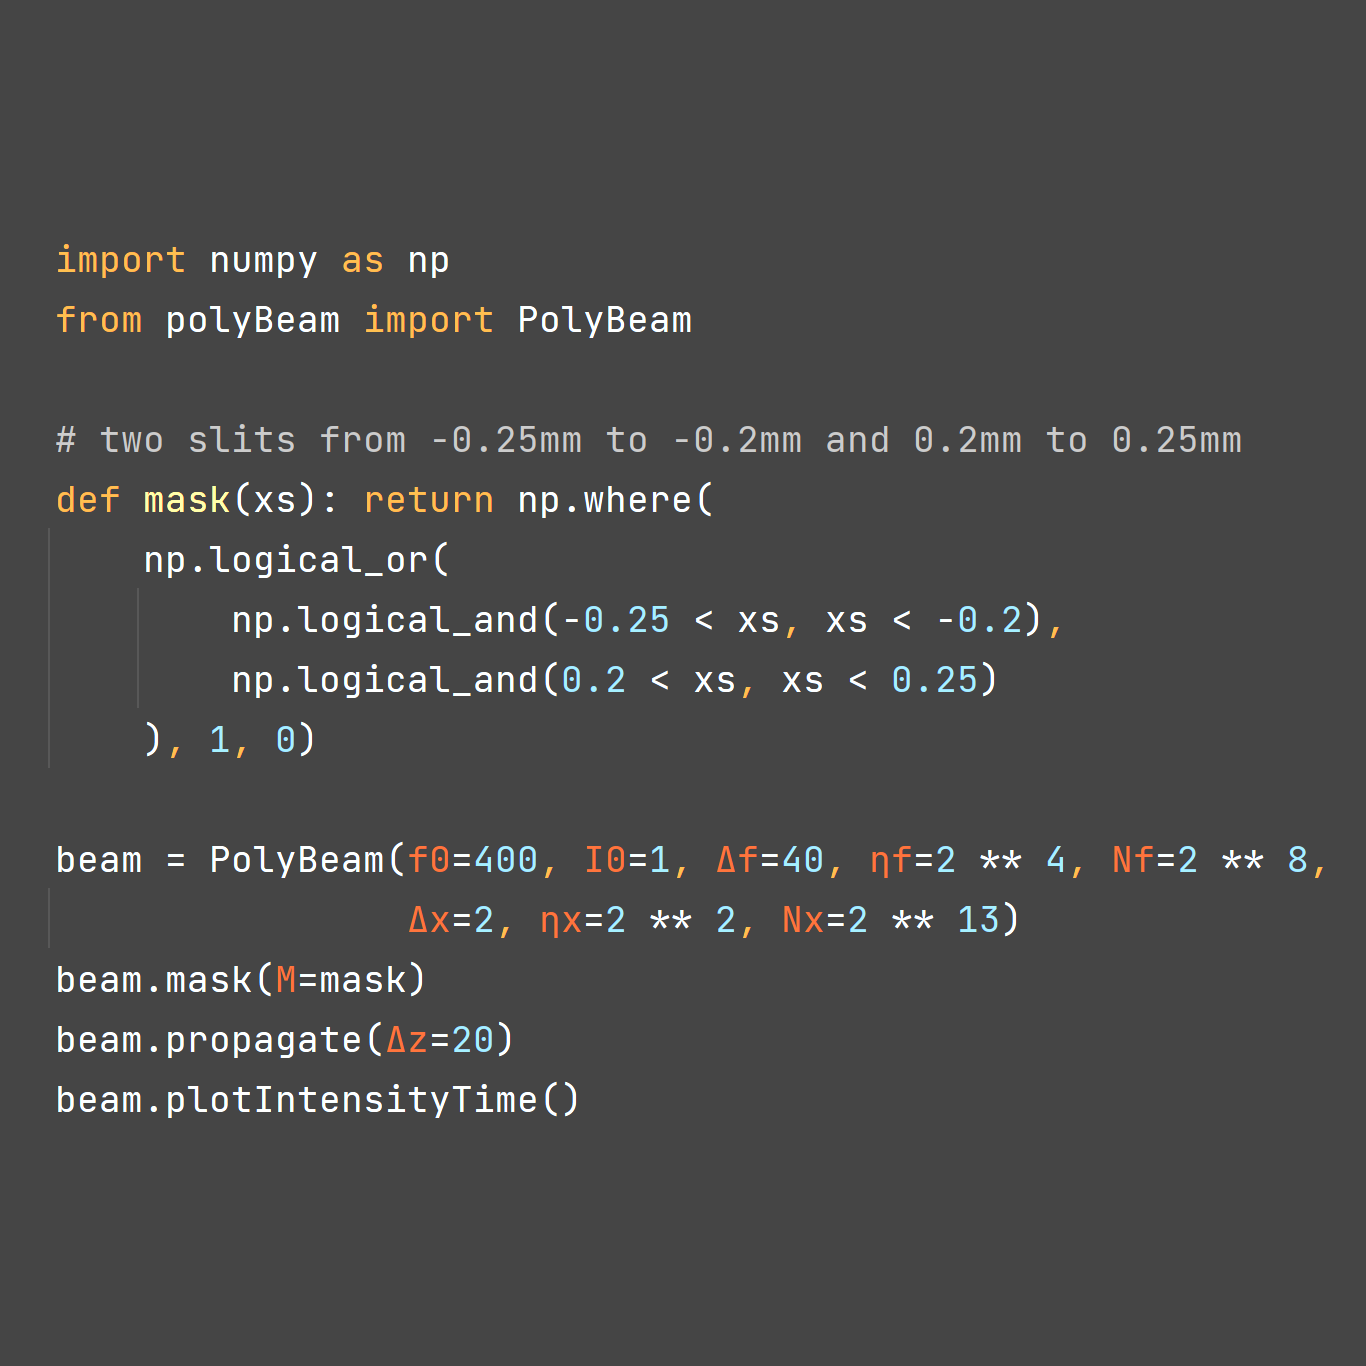 import numpy as np
from polyBeam import PolyBeam
# two slits from -0.25mm to -0.2mm and 0.2mm to 0.25mm
def mask(xs): return np.where(
    np.logical_or(
        np.logical_and(-0.25 < xs, xs < -0.2),
        np.logical_and(0.2 < xs, xs < 0.25)
    ), 1, 0)
beam = PolyBeam(f0=400, I0=1, Δf=40, ηf=2 ** 4, Nf=2 ** 8,
                Δx=2, ηx=2 ** 2, Nx=2 ** 13)
beam.mask(M=mask)
beam.propagate(Δz=20)
beam.plotIntensityTime()